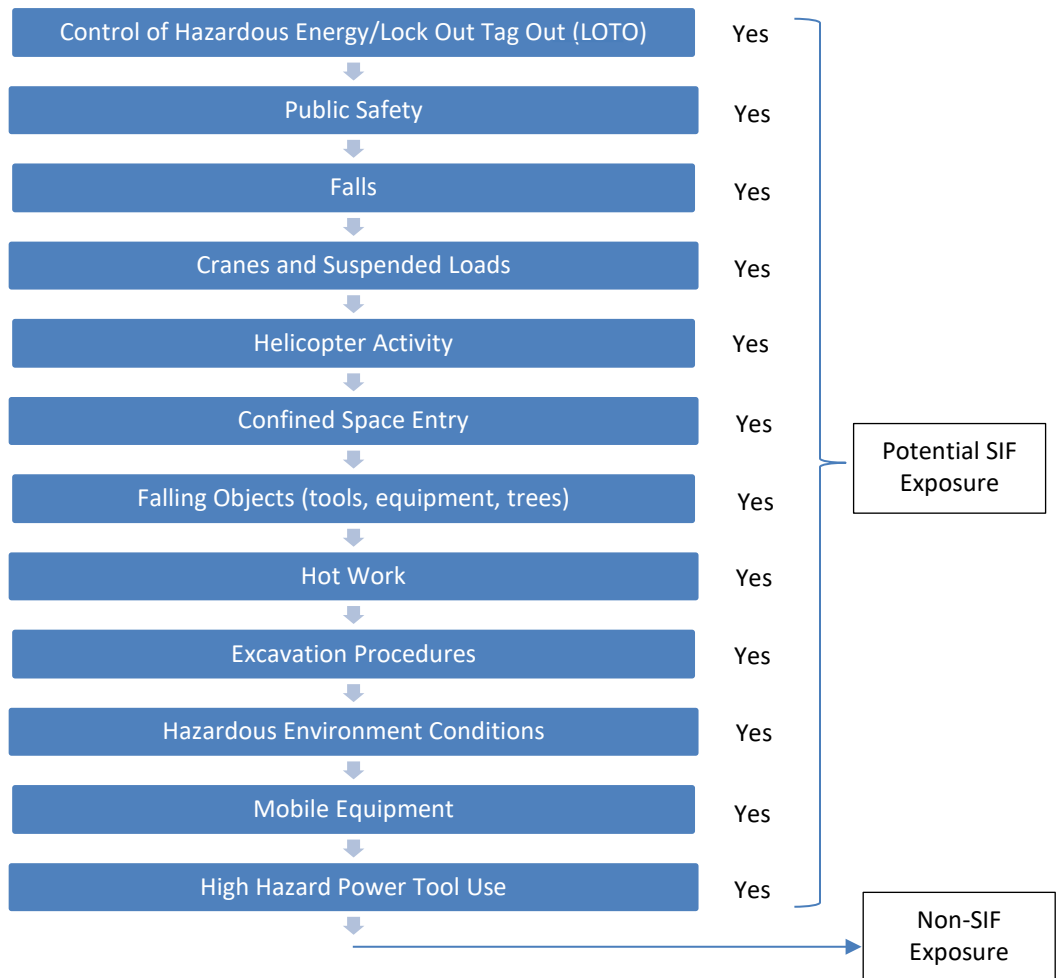 Control of Hazardous Energy/Lock Out Tag Out (LOTO)
Yes
Public Safety
Yes
Falls
Yes
Cranes and Suspended Loads
Yes
Helicopter Activity
Yes
Confined Space Entry
Yes
Potential SIF
Exposure
Falling Objects (tools, equipment, trees)
Yes
Hot Work
Yes
Excavation Procedures
Yes
Hazardous Environment Conditions
Yes
Mobile Equipment
Yes
High Hazard Power Tool Use
Yes
Non-SIF
Exposure